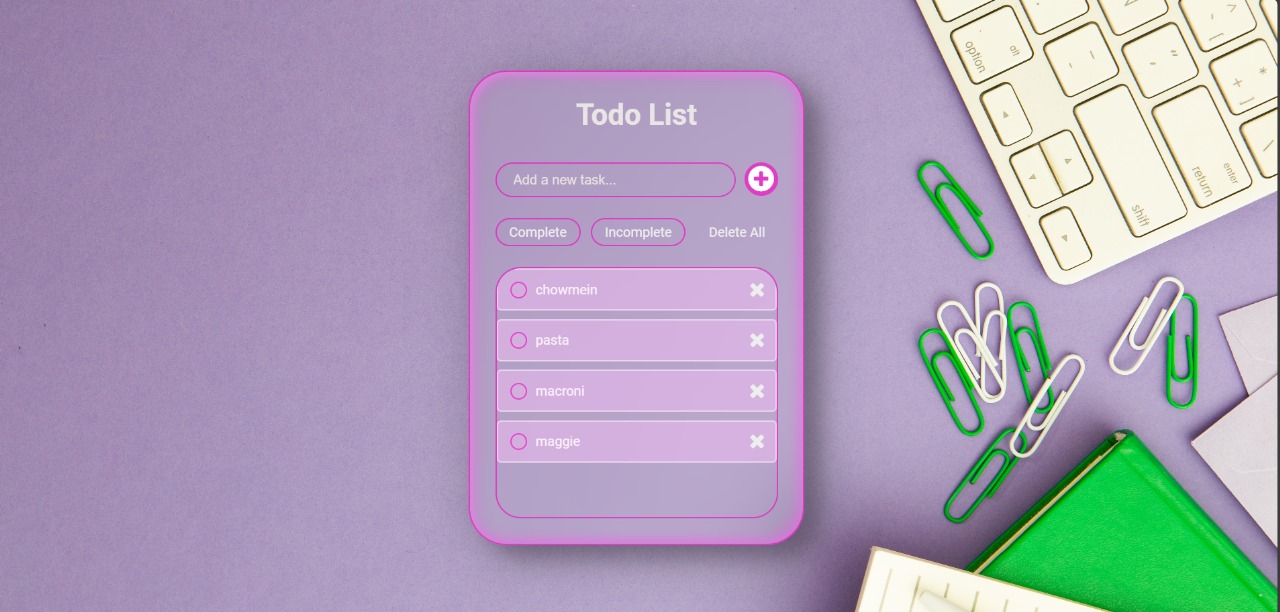 Todo List
Add a new task...
Complete Incomplete Delete All
chowmein
pasta
macroni
maggie
option alt
shift
return enter